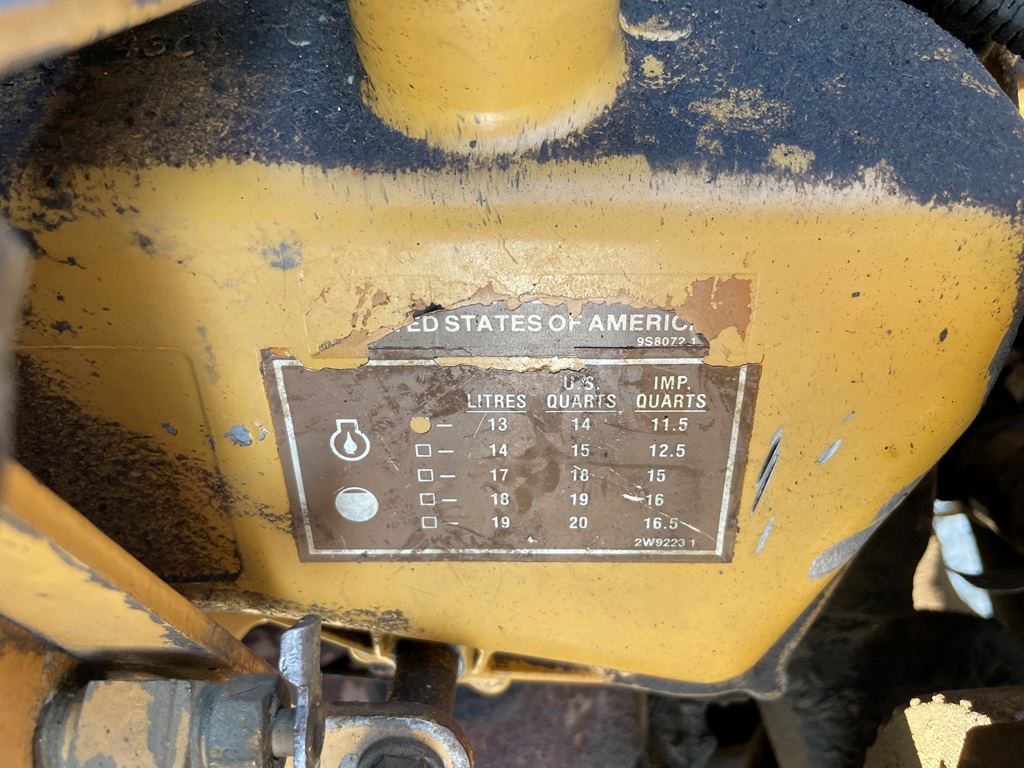 ED STATES OF AMERIC
9S8072 1
LITRES U.S. QUARTS IMP. QUARTS
— 13 14 11.5
— 14 15 12.5
— 17 18 15
— 18 19 16
— 19 20 16.5
2W9223 1